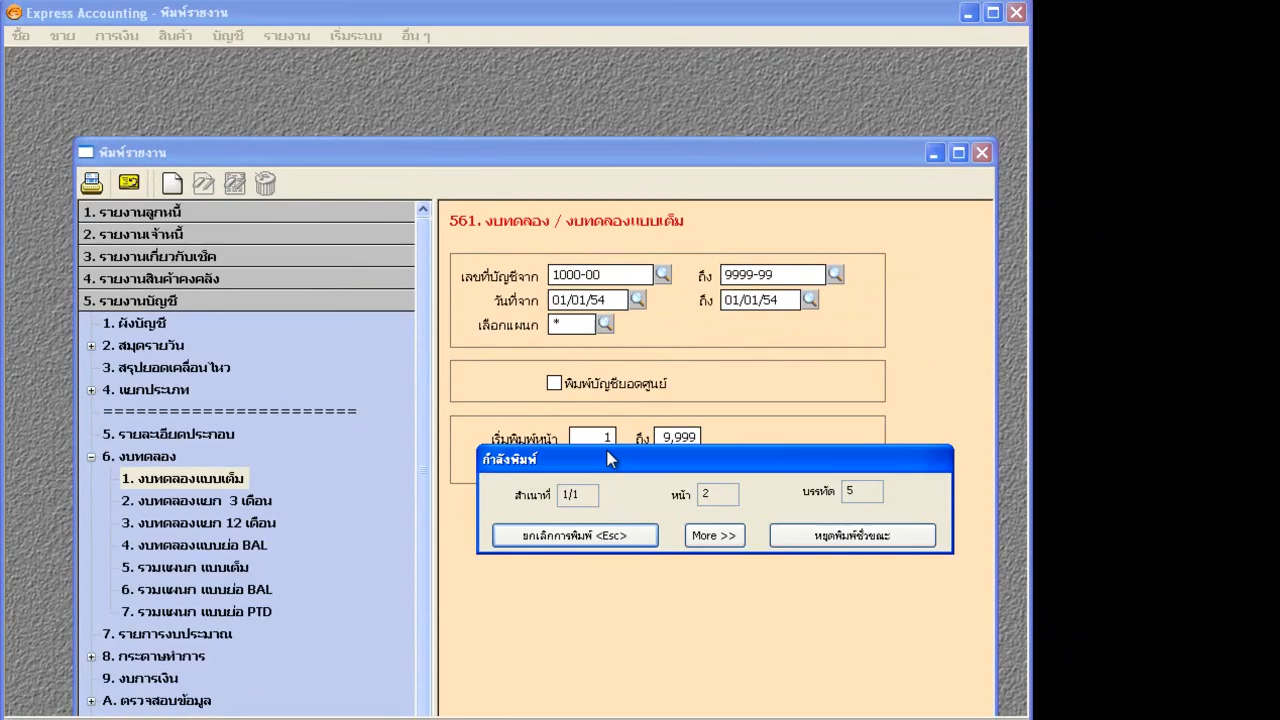 Express Accounting - พิมพ์รายงาน
ซื้อ ขาย การเงิน สินค้า บัญชี รายงาน เริ่มระบบ อื่น ๆ
พิมพ์รายงาน
1. รายงานลูกหนี้
2. รายงานเจ้าหนี้
3. รายงานเกี่ยวกับเช็ค
4. รายงานสินค้าคงคลัง
5. รายงานบัญชี
1. ผังบัญชี
2. สมุดรายวัน
3. สรุปยอดเคลื่อนไหว
4. แยกประเภท
=======================
5. รายละเอียดประกอบ
6. งบทดลอง
1. งบทดลองแบบเต็ม
2. งบทดลองแยก 3 เดือน
3. งบทดลองแยก 12 เดือน
4. งบทดลองแบบย่อ BAL
5. รวมแผนก แบบเต็ม
6. รวมแผนก แบบย่อ BAL
7. รวมแผนก แบบย่อ PTD
7. รายการงบประมาณ
8. กระดาษทำการ
9. งบการเงิน
A. ตรวจสอบข้อมูล
561. งบทดลอง / งบทดลองแบบเต็ม
เลขที่บัญชีจาก 1000-00 ถึง 9999-99
วันที่จาก 01/01/54 ถึง 01/01/54
เลือกแผนก *
พิมพ์บัญชียอดศูนย์
เริ่มพิมพ์หน้า 1 ถึง 9,999
กำลังพิมพ์
สำเนาที่ 1/1 หน้า 2 บรรทัด 5
ยกเลิกการพิมพ์ <Esc> More >> หยุดพิมพ์ชั่วขณะ